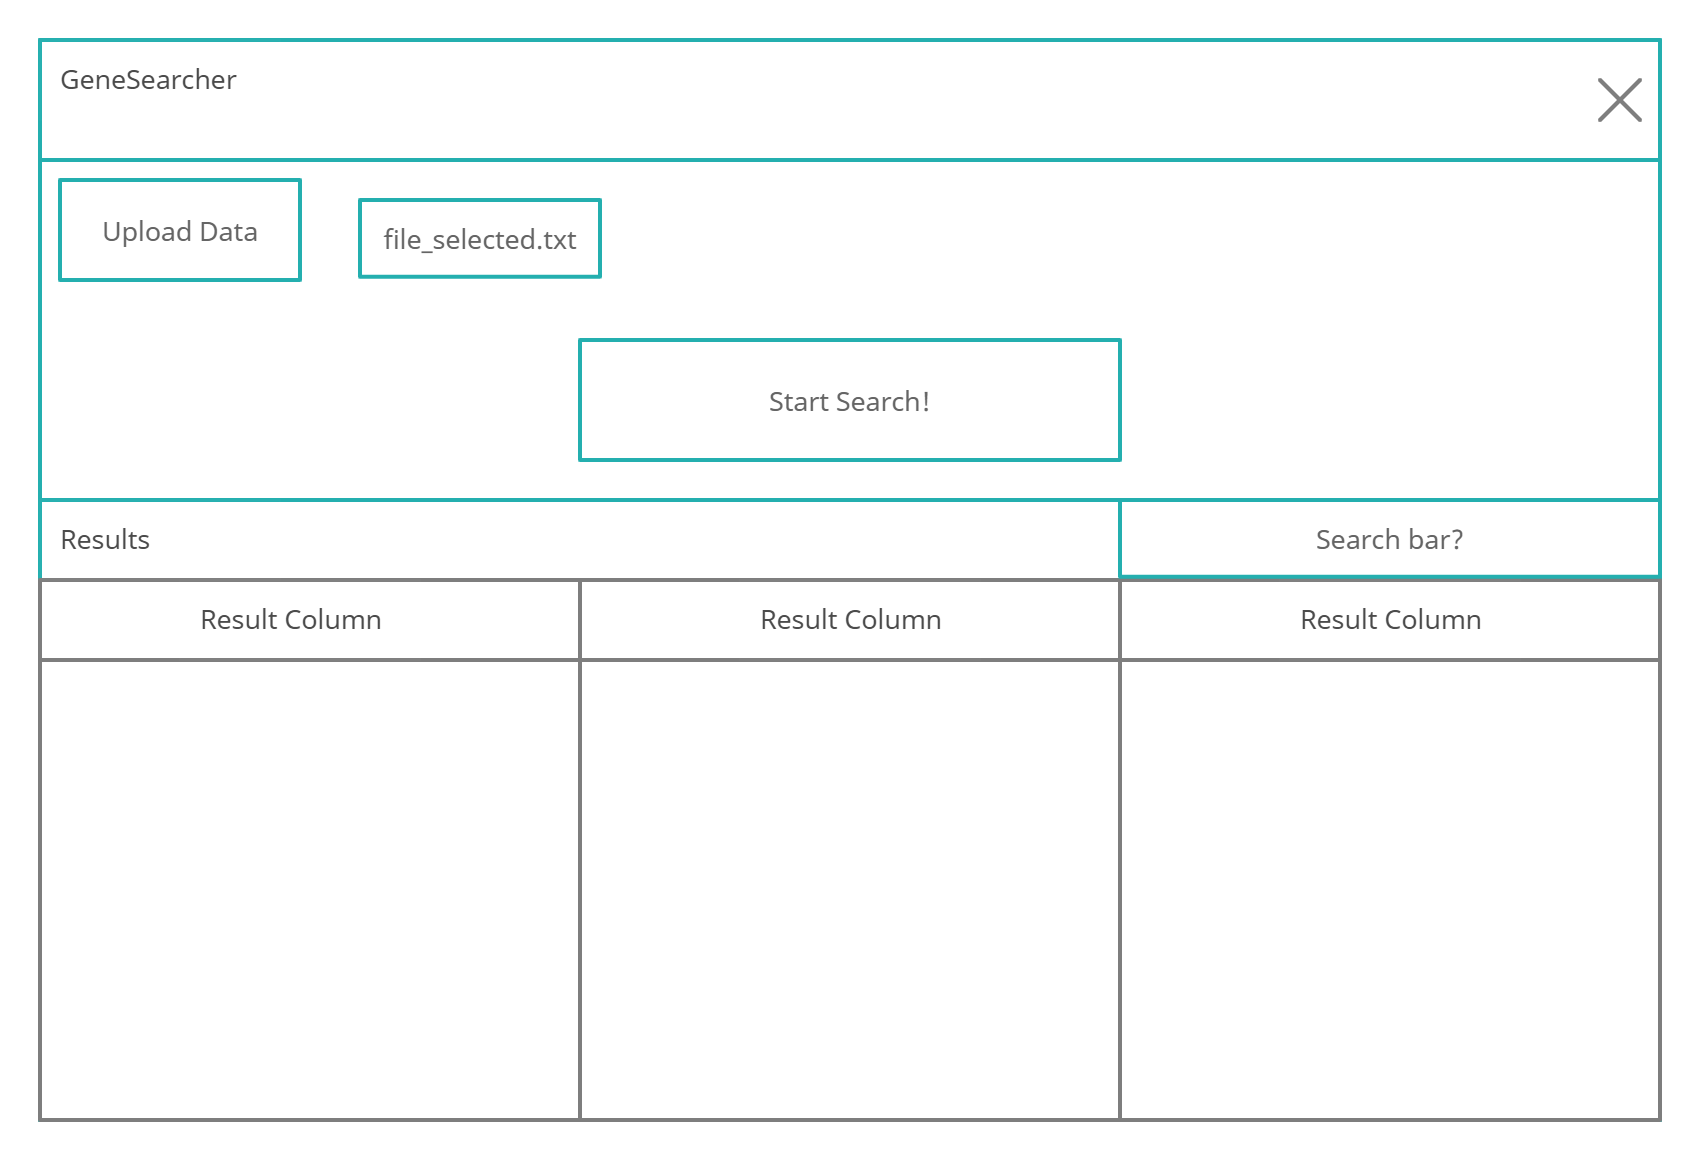 GeneSearcher
Upload Data
file_selected.txt
Start Search!
Results
Search bar?
Result Column
Result Column
Result Column